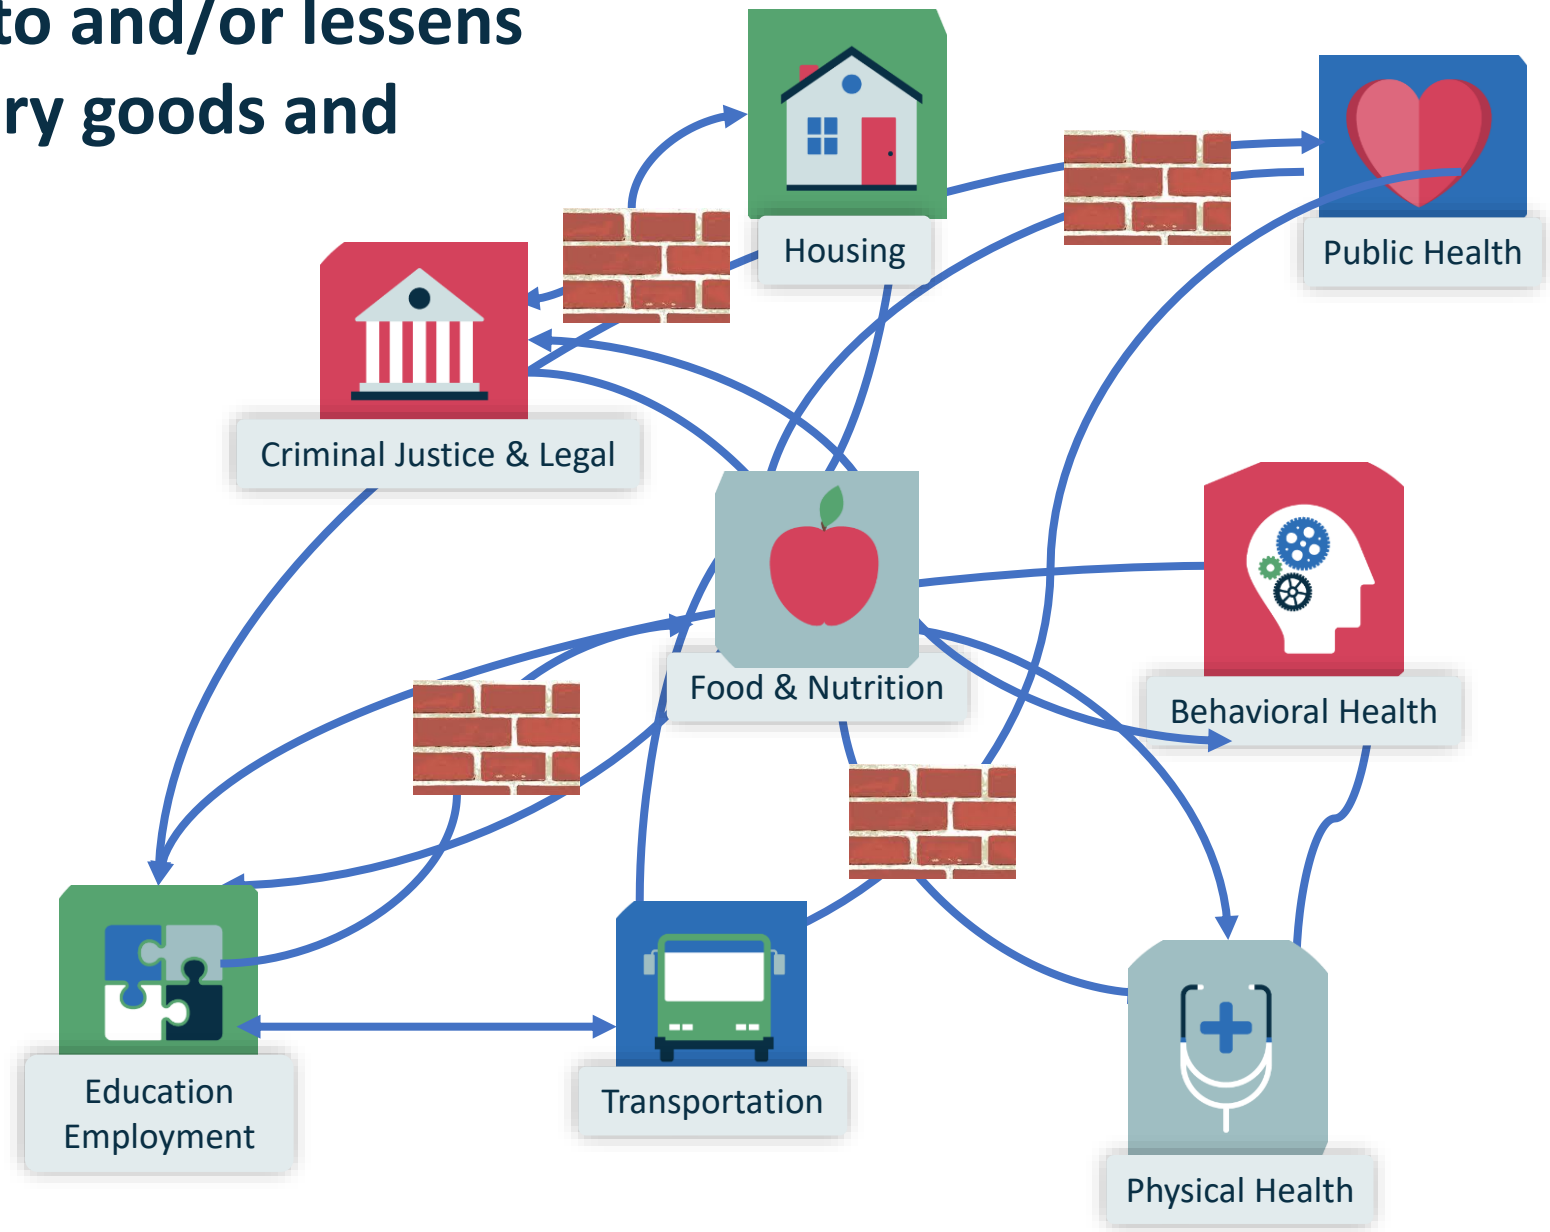 to and/or lessens
ry goods and
Housing
Public Health
Criminal Justice & Legal
Food & Nutrition
Behavioral Health
Education
Employment
Transportation
Physical Health